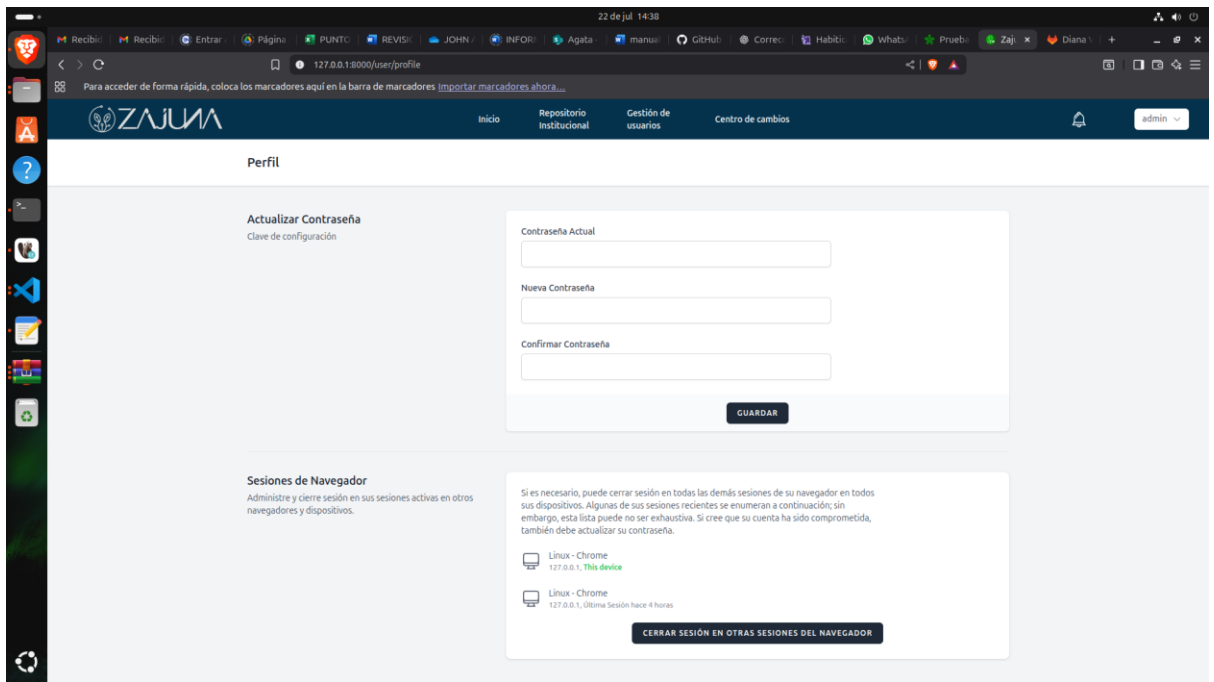 22 de jul 14:38
Recibid
Recibid
Entrar
Página
PUNTO
REVISI
JOHN
INFOR
Agata -
manual
GitHub
Correc
Habitic
Whats
Prueba
Zaj
Diana
127.0.0.1:8000/user/profile
Para acceder de forma rápida, coloca los marcadores aquí en la barra de marcadores Importar marcadores ahora...
ZAJUNA
Inicio
Repositorio
Institucional
Gestión de
usuarios
Centro de cambios
admin
Perfil
Actualizar Contraseña
Clave de configuración
Contraseña Actual
Nueva Contraseña
Confirmar Contraseña
GUARDAR
Sesiones de Navegador
Administre y cierre sesión en sus sesiones activas en otros
navegadores y dispositivos.
Si es necesario, puede cerrar sesión en todas las demás sesiones de su navegador en todos
sus dispositivos. Algunas de sus sesiones recientes se enumeran a continuación; sin
embargo, esta lista puede no ser exhaustiva. Si cree que su cuenta ha sido comprometida,
también debe actualizar su contraseña.
Linux - Chrome
127.0.0.1, This device
Linux - Chrome
127.0.0.1, Última Sesión hace 4 horas
CERRAR SESIÓN EN OTRAS SESIONES DEL NAVEGADOR